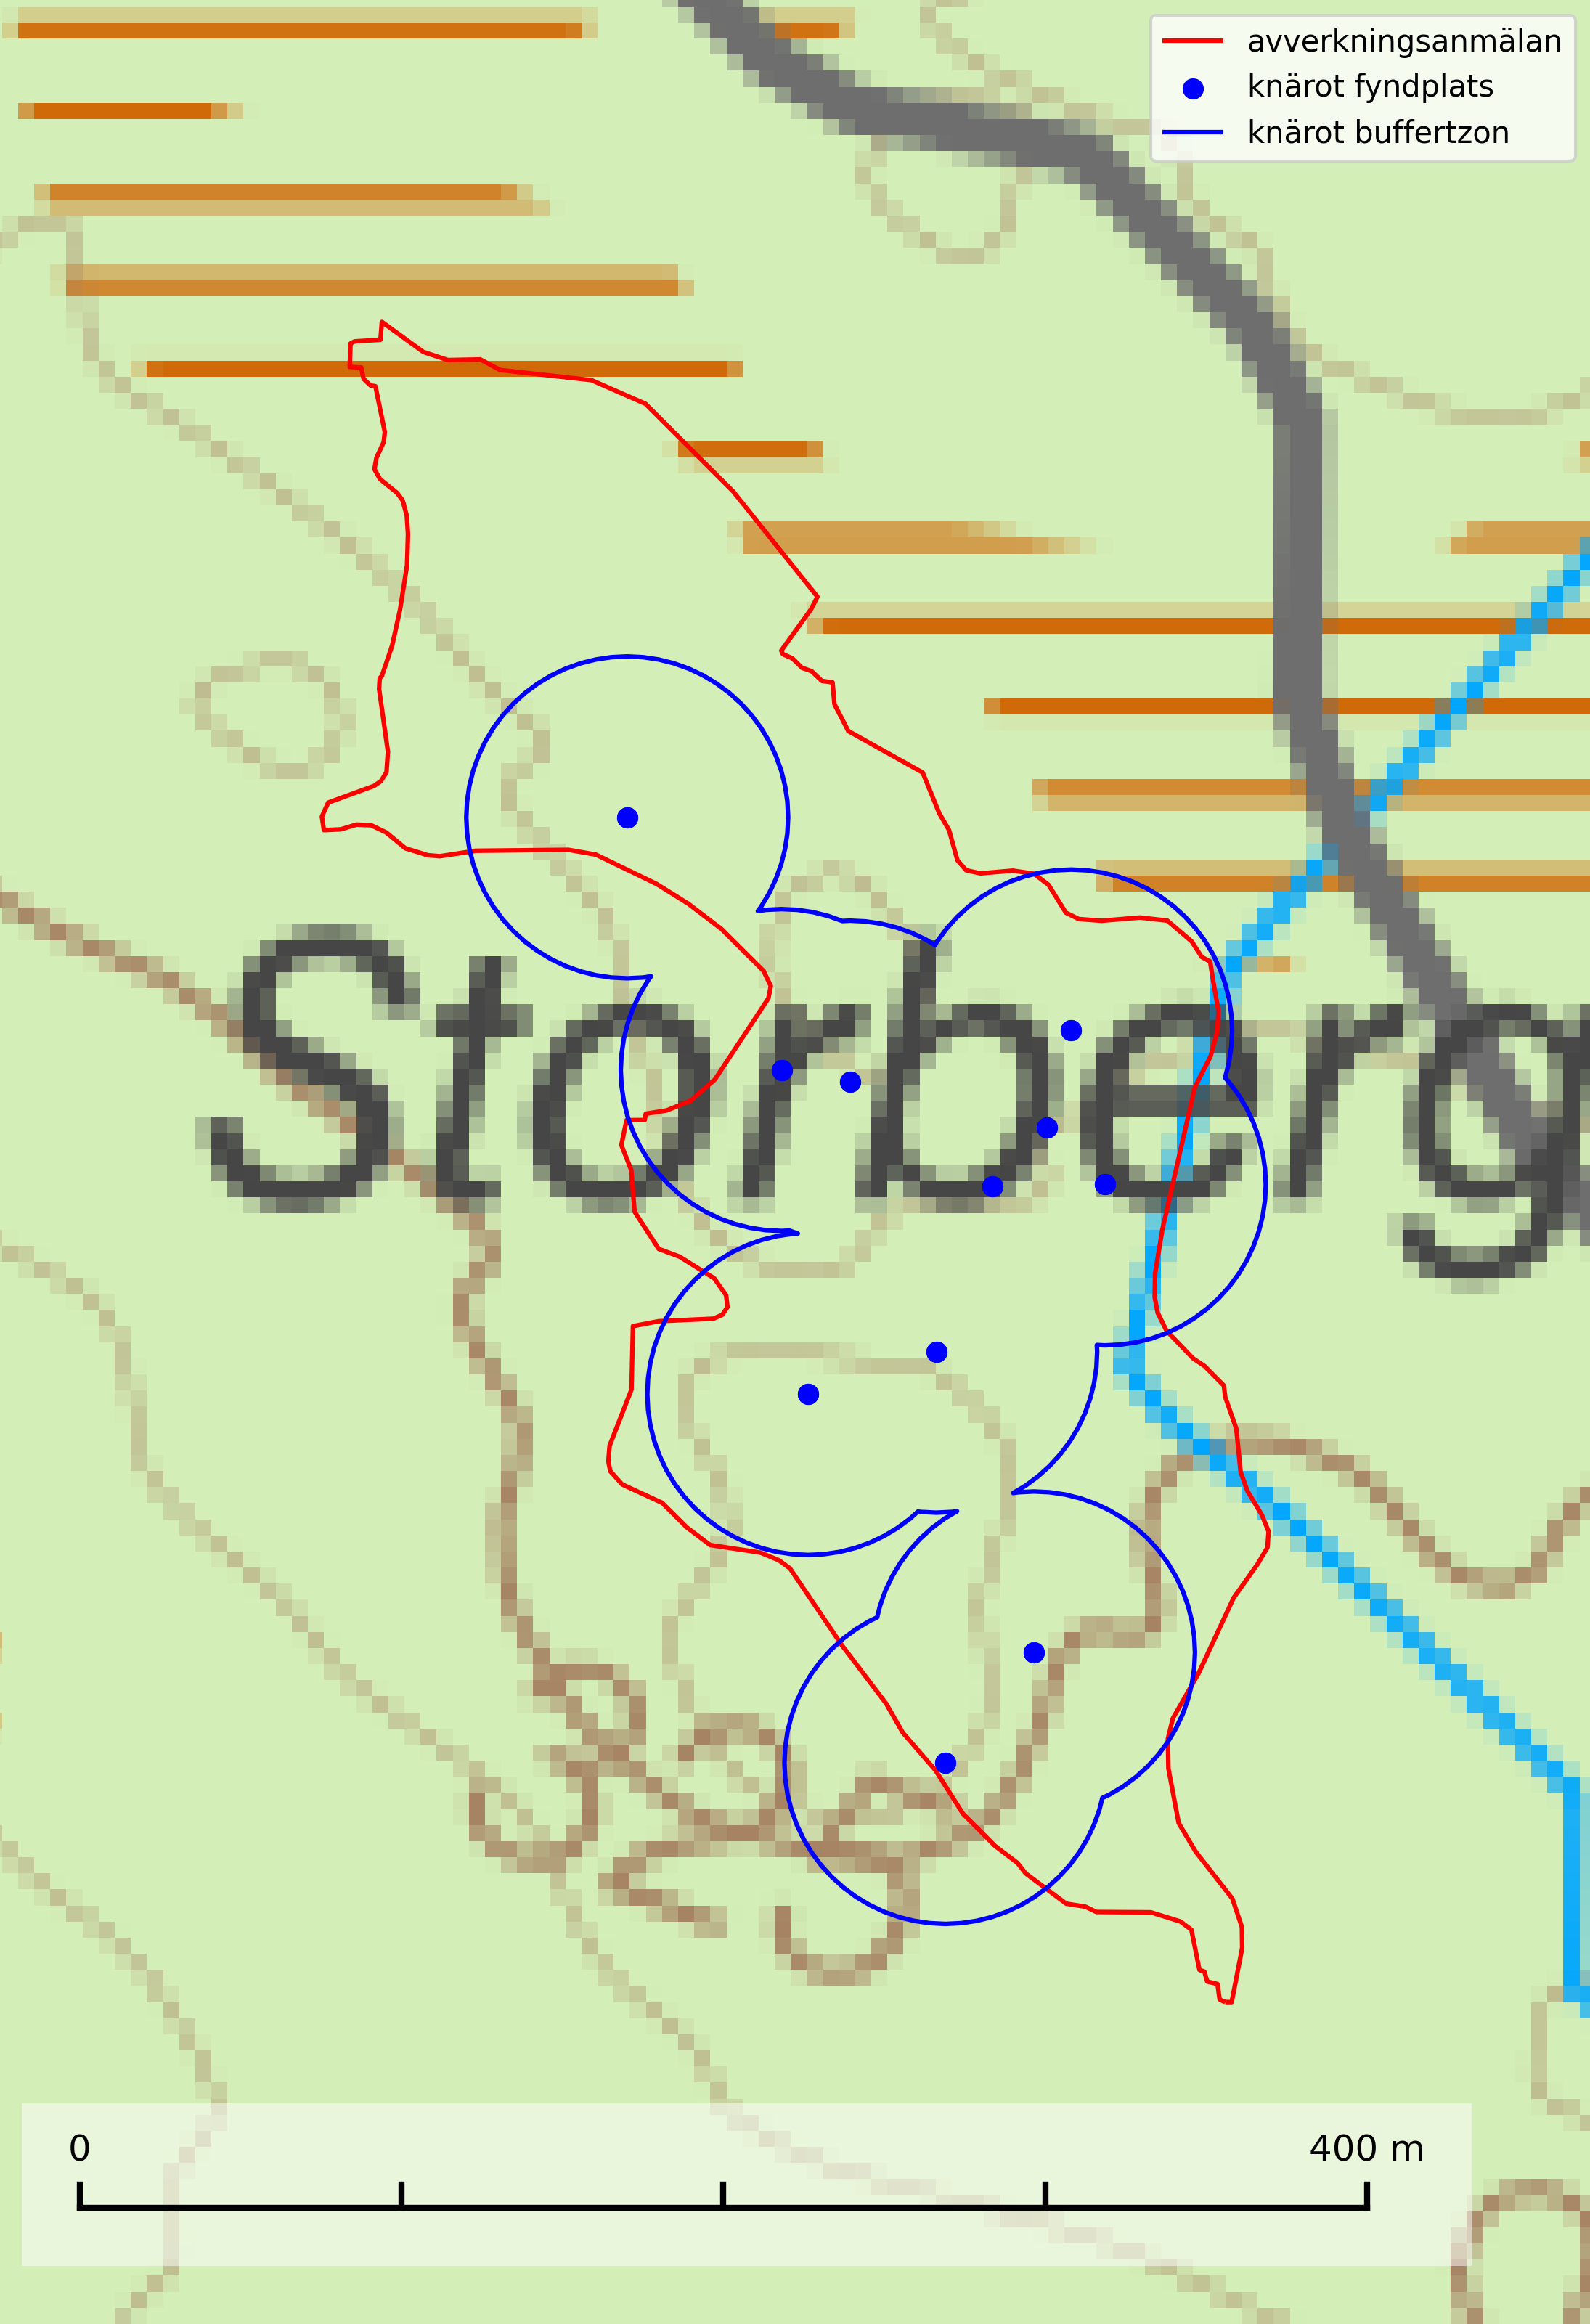 avverkningsanmälan
knärot fyndplats
knärot buffertzon
Storberg
0 400 m